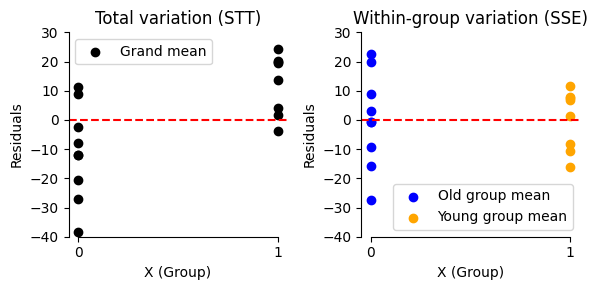 Total variation (STT)
30
20
10
0
−10
−20
−30
−40
Residuals
Grand mean
0
1
X (Group)
Within-group variation (SSE)
30
20
10
0
−10
−20
−30
−40
Residuals
Old group mean
Young group mean
0
1
X (Group)